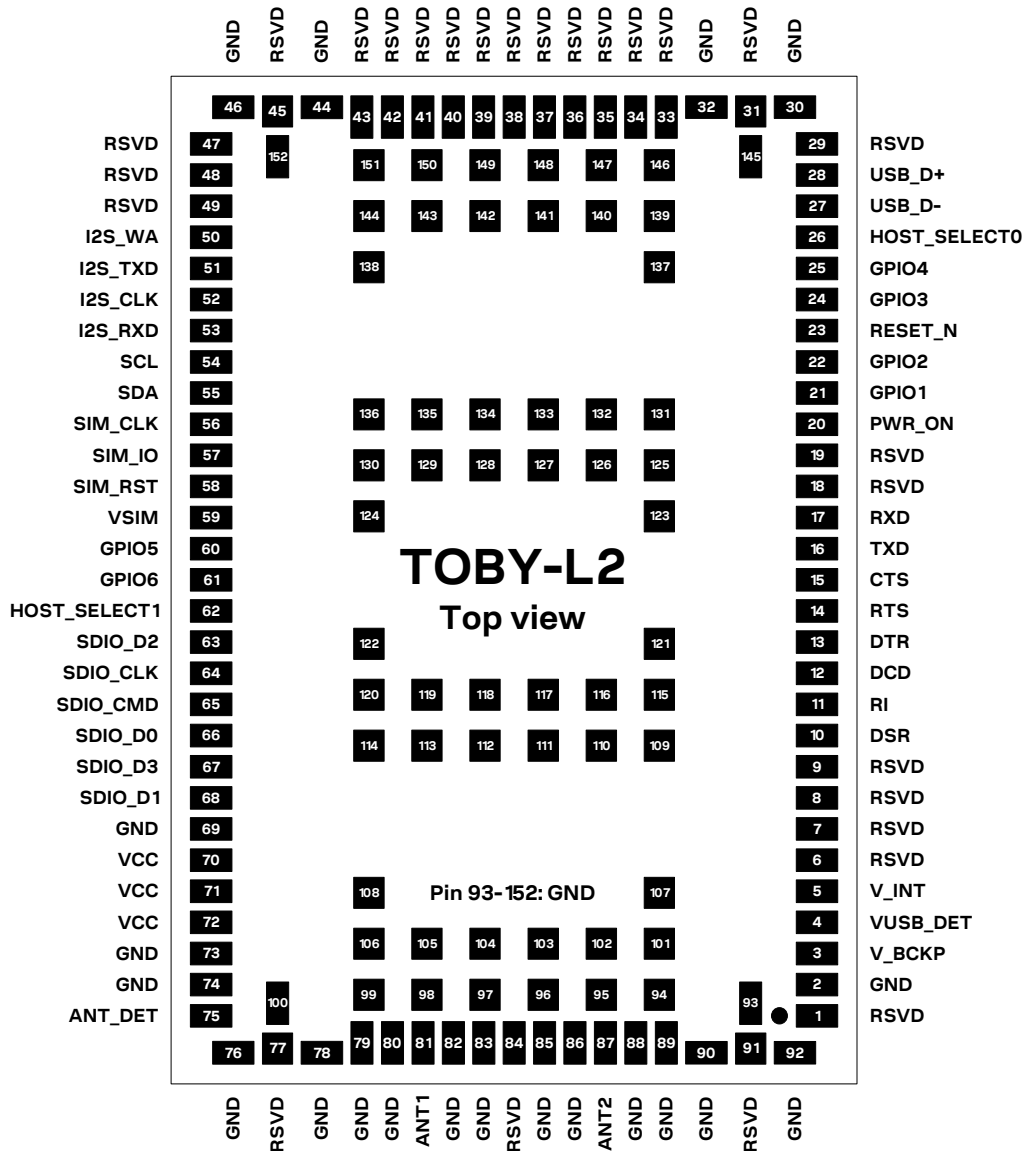 GND RSVD GND RSVD RSVD RSVD RSVD RSVD RSVD RSVD RSVD RSVD RSVD RSVD GND RSVD GND
46 45 44 43 42 41 40 39 38 37 36 35 34 33 32 31 30
RSVD 47 152 151 150 149 148 147 146 145 29 RSVD
RSVD 48 28 USB_D+
RSVD 49 144 143 142 141 140 139 27 USB_D-
I2S_WA 50 26 HOST_SELECT0
I2S_TXD 51 138 137 25 GPIO4
I2S_CLK 52 24 GPIO3
I2S_RXD 53 23 RESET_N
SCL 54 22 GPIO2
SDA 55 21 GPIO1
SIM_CLK 56 136 135 134 133 132 131 20 PWR_ON
SIM_IO 57 130 129 128 127 126 125 19 RSVD
SIM_RST 58 18 RSVD
VSIM 59 124 123 17 RXD
GPIO5 60 16 TXD
TOBY-L2
GPIO6 61 15 CTS
HOST_SELECT1 62 14 RTS
Top view
SDIO_D2 63 122 121 13 DTR
SDIO_CLK 64 12 DCD
SDIO_CMD 65 120 119 118 117 116 115 11 RI
SDIO_D0 66 114 113 112 111 110 109 10 DSR
SDIO_D3 67 9 RSVD
SDIO_D1 68 8 RSVD
GND 69 7 RSVD
VCC 70 6 RSVD
VCC 71 108 Pin 93-152: GND 107 5 V_INT
VCC 72 4 VUSB_DET
GND 73 106 105 104 103 102 101 3 V_BCKP
GND 74 2 GND
ANT_DET 75 100 99 98 97 96 95 94 93 1 RSVD
76 77 78 79 80 81 82 83 84 85 86 87 88 89 90 91 92
GND RSVD GND GND GND ANT1 GND GND RSVD GND GND ANT2 GND GND GND RSVD GND